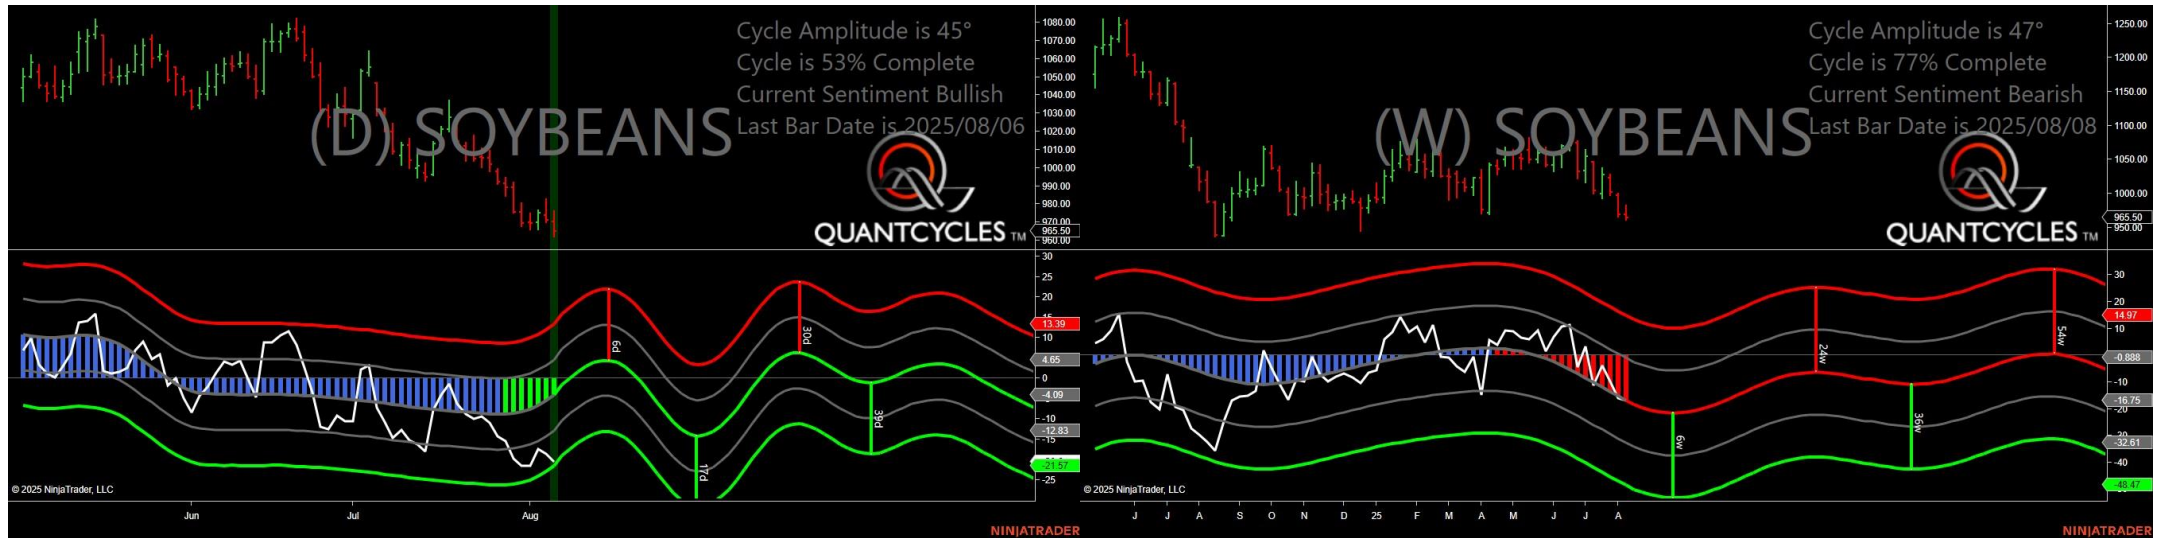 Cycle Amplitude is 45°
Cycle is 53% Complete
Current Sentiment Bullish
Last Bar Date is 2025/08/06
(D) SOYBEANS
QUANTCYCLES TM
1080.00
1070.00
1060.00
1050.00
1040.00
1030.00
1020.00
1010.00
1000.00
990.00
980.00
970.00
965.50
960.00
30
25
20
13.39
10
4.65
0
-4.09
-10
-12.83
-15
-21.57
-25
6d
17d
30d
39d
© 2025 NinjaTrader, LLC
Jun Jul Aug
NINJATRADER
Cycle Amplitude is 47°
Cycle is 77% Complete
Current Sentiment Bearish
Last Bar Date is 2025/08/08
(W) SOYBEANS
QUANTCYCLES TM
1250.00
1200.00
1150.00
1100.00
1050.00
1000.00
965.50
950.00
30
20
14.97
10
-0.888
-10
-16.75
-20
-32.61
-40
-48.47
6w
24w
36w
54w
© 2025 NinjaTrader, LLC
J J A S O N D 25 F M A M J J A
NINJATRADER